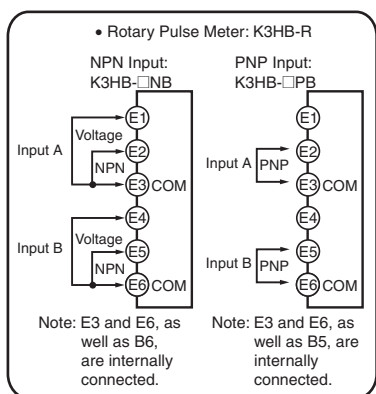 • Rotary Pulse Meter: K3HB-R
NPN Input:
K3HB-□NB
E1
Voltage
Input A
E2
NPN
E3 COM
E4
Voltage
Input B
E5
NPN
E6 COM
Note: E3 and E6, as
well as B6,
are internally
connected.
PNP Input:
K3HB-□PB
E1
E2
Input A PNP
E3 COM
E4
E5
Input B PNP
E6 COM
Note: E3 and E6, as
well as B5, are
internally
connected.